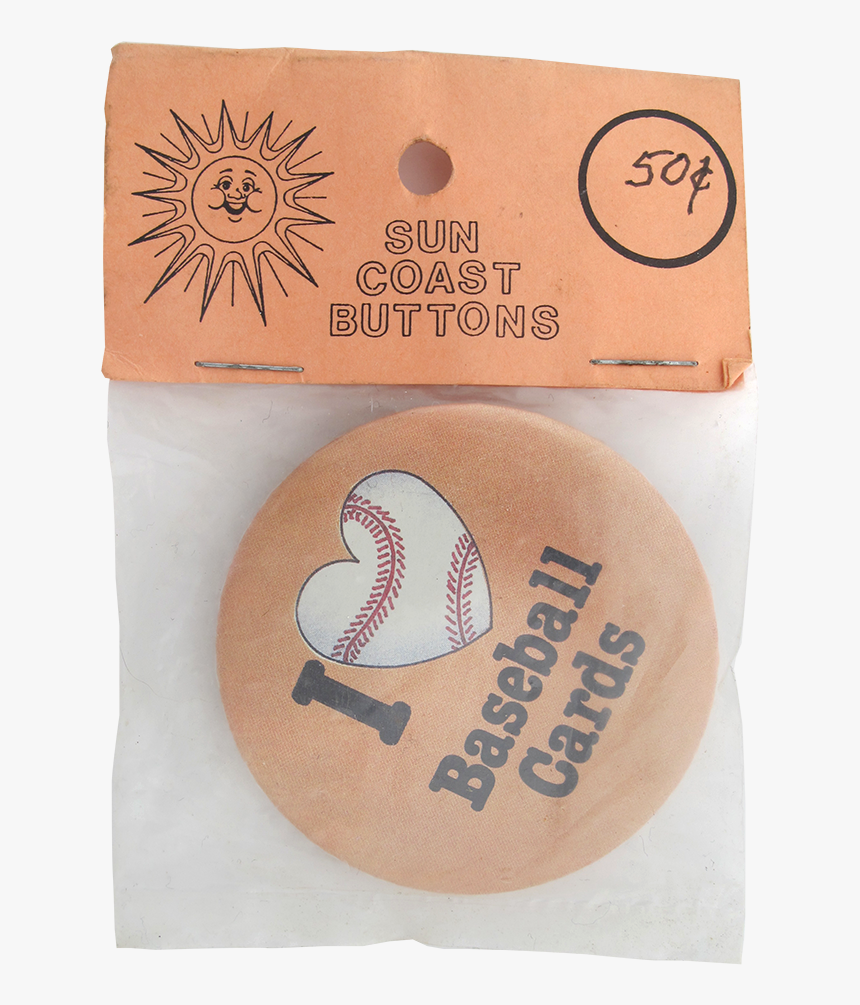 SUN
COAST
BUTTONS
50¢
I
Baseball
Cards